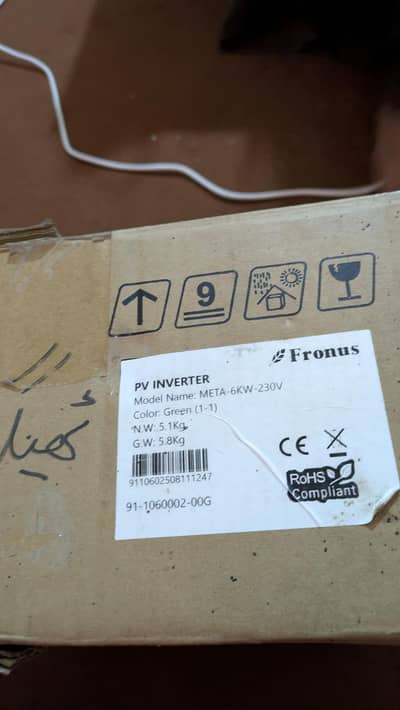 9
Fronus
PV INVERTER
Model Name: META-6KW-230V
Color: Green (1-1)
N.W: 5.1Kg
G.W: 5.8Kg
CE
RoHS
Compliant
9110602508111247
91-1060002-00G